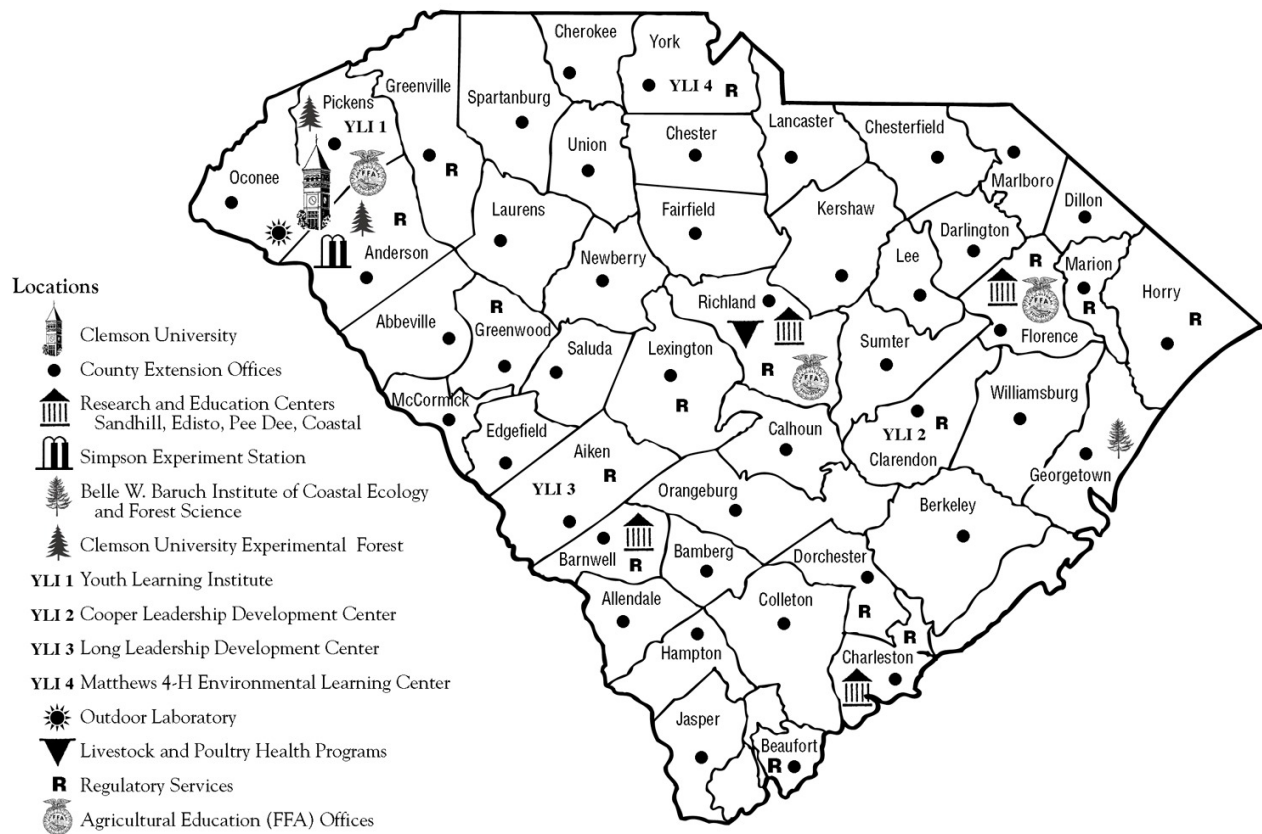 Cherokee
York
YLI 4
R
Greenville
Spartanburg
Pickens
YLI 1
Union
Chester
Lancaster
Chesterfield
Marlboro
Dillon
Oconee
FFA
R
R
Anderson
Laurens
Newberry
Fairfield
Kershaw
Lee
Darlington
R
Marion
R
Horry
R
FFA
Florence
Abbeville
R
Greenwood
Saluda
Lexington
R
Richland
R
FFA
Sumter
Williamsburg
McCormick
Edgefield
Aiken
R
YLI 3
Calhoun
YLI 2
R
Clarendon
Georgetown
Orangeburg
Berkeley
Barnwell
R
Bamberg
Dorchester
R
R
Allendale
Colleton
Hampton
Charleston
Jasper
Beaufort
R
Locations
Clemson University
County Extension Offices
Research and Education Centers
Sandhill, Edisto, Pee Dee, Coastal
Simpson Experiment Station
Belle W. Baruch Institute of Coastal Ecology
and Forest Science
Clemson University Experimental Forest
YLI 1 Youth Learning Institute
YLI 2 Cooper Leadership Development Center
YLI 3 Long Leadership Development Center
YLI 4 Matthews 4-H Environmental Learning Center
Outdoor Laboratory
Livestock and Poultry Health Programs
R Regulatory Services
FFA Agricultural Education (FFA) Offices